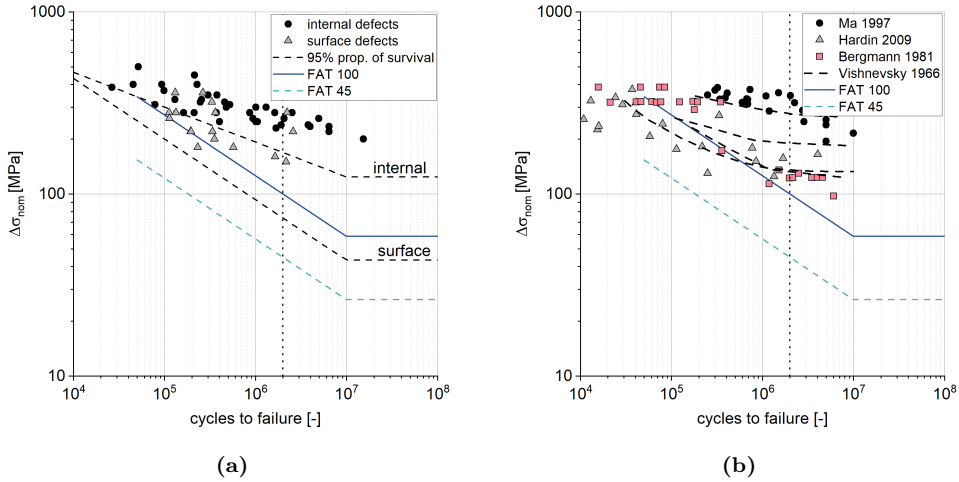 1000
100
10
Δσnom [MPa]
internal defects
surface defects
95% prop. of survival
FAT 100
FAT 45
internal
surface
10^4 10^5 10^6 10^7 10^8
cycles to failure [-]
(a)
1000
100
10
Δσnom [MPa]
Ma 1997
Hardin 2009
Bergmann 1981
Vishnevsky 1966
FAT 100
FAT 45
10^4 10^5 10^6 10^7 10^8
cycles to failure [-]
(b)